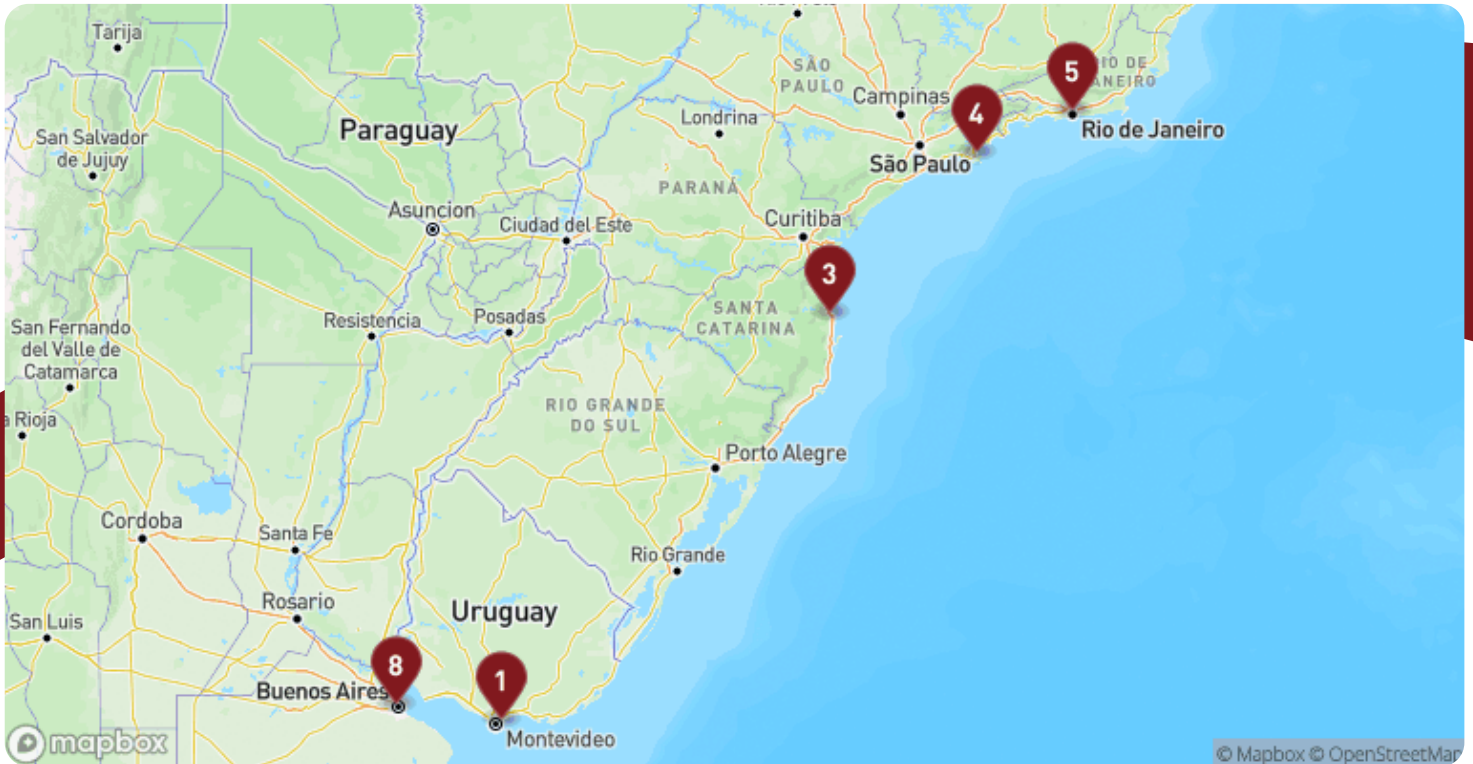 Tarija
5
RIO DE
JANEIRO
SÃO
PAULO
Campinas
4
Rio de Janeiro
Londrina
Paraguay
San Salvador
de Jujuy
São Paulo
PARANÁ
Asuncion
Ciudad del Este
Curitiba
3
SANTA
CATARINA
Resistencia
Posadas
San Fernando
del Valle de
Catamarca
RIO GRANDE
DO SUL
a Rioja
Porto Alegre
Cordoba
Santa Fe
Rio Grande
Rosario
Uruguay
San Luis
8
1
Buenos Aires
Montevideo
mapbox
© Mapbox © OpenStreetMap